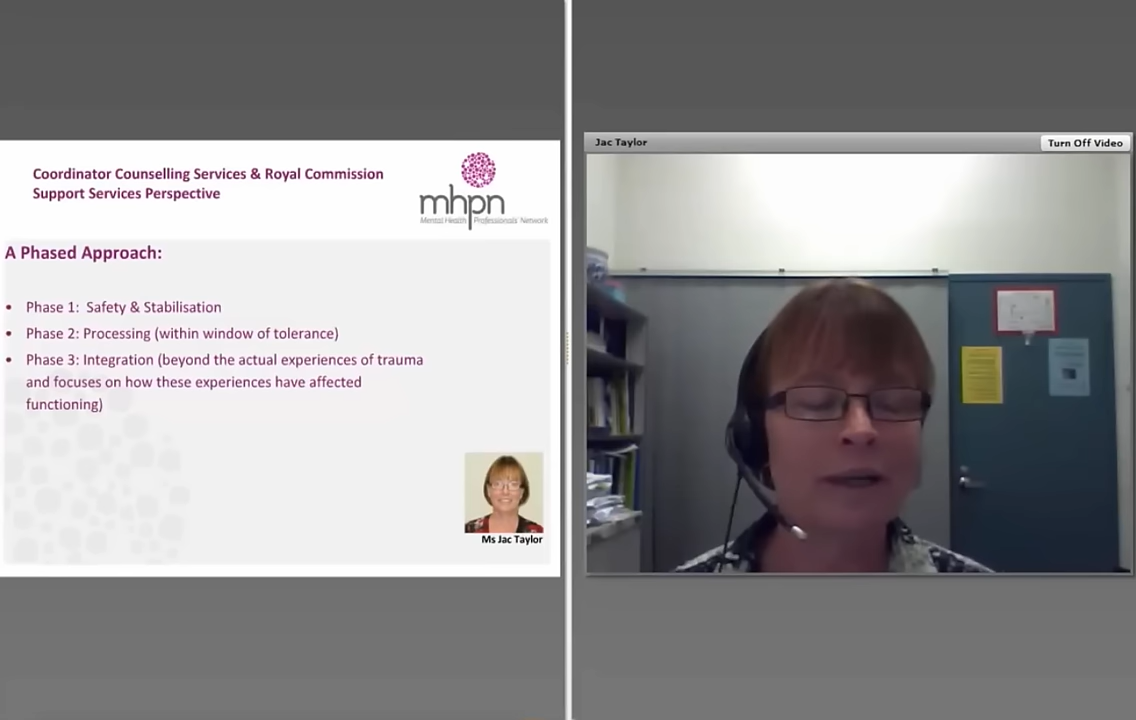 Coordinator Counselling Services & Royal Commission
Support Services Perspective
mhpn
Mental Health Professionals' Network
A Phased Approach:
• Phase 1: Safety & Stabilisation
• Phase 2: Processing (within window of tolerance)
• Phase 3: Integration (beyond the actual experiences of trauma
and focuses on how these experiences have affected
functioning)
Ms Jac Taylor
Jac Taylor
Turn Off Video